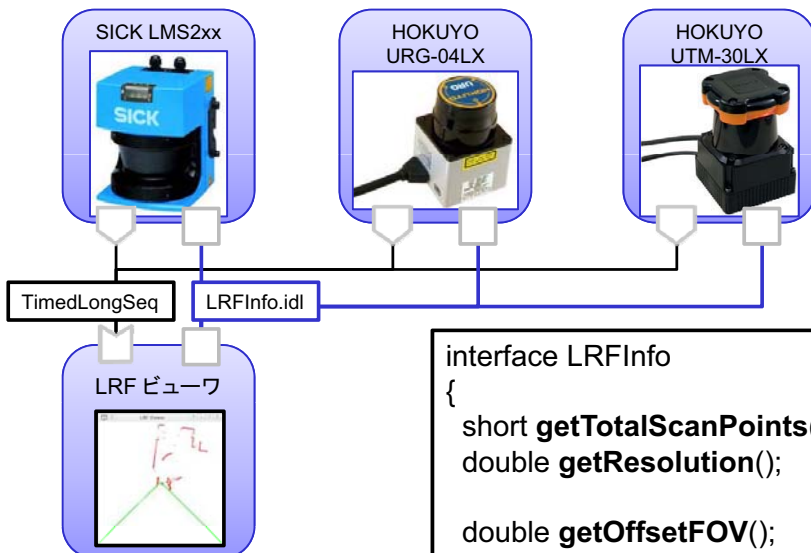 SICK LMS2xx
HOKUYO
URG-04LX
HOKUYO
UTM-30LX
SICK
URG
TimedLongSeq
LRFInfo.idl
LRF ビューワ
interface LRFInfo
{
short getTotalScanPoints(
double getResolution();
double getOffsetFOV();